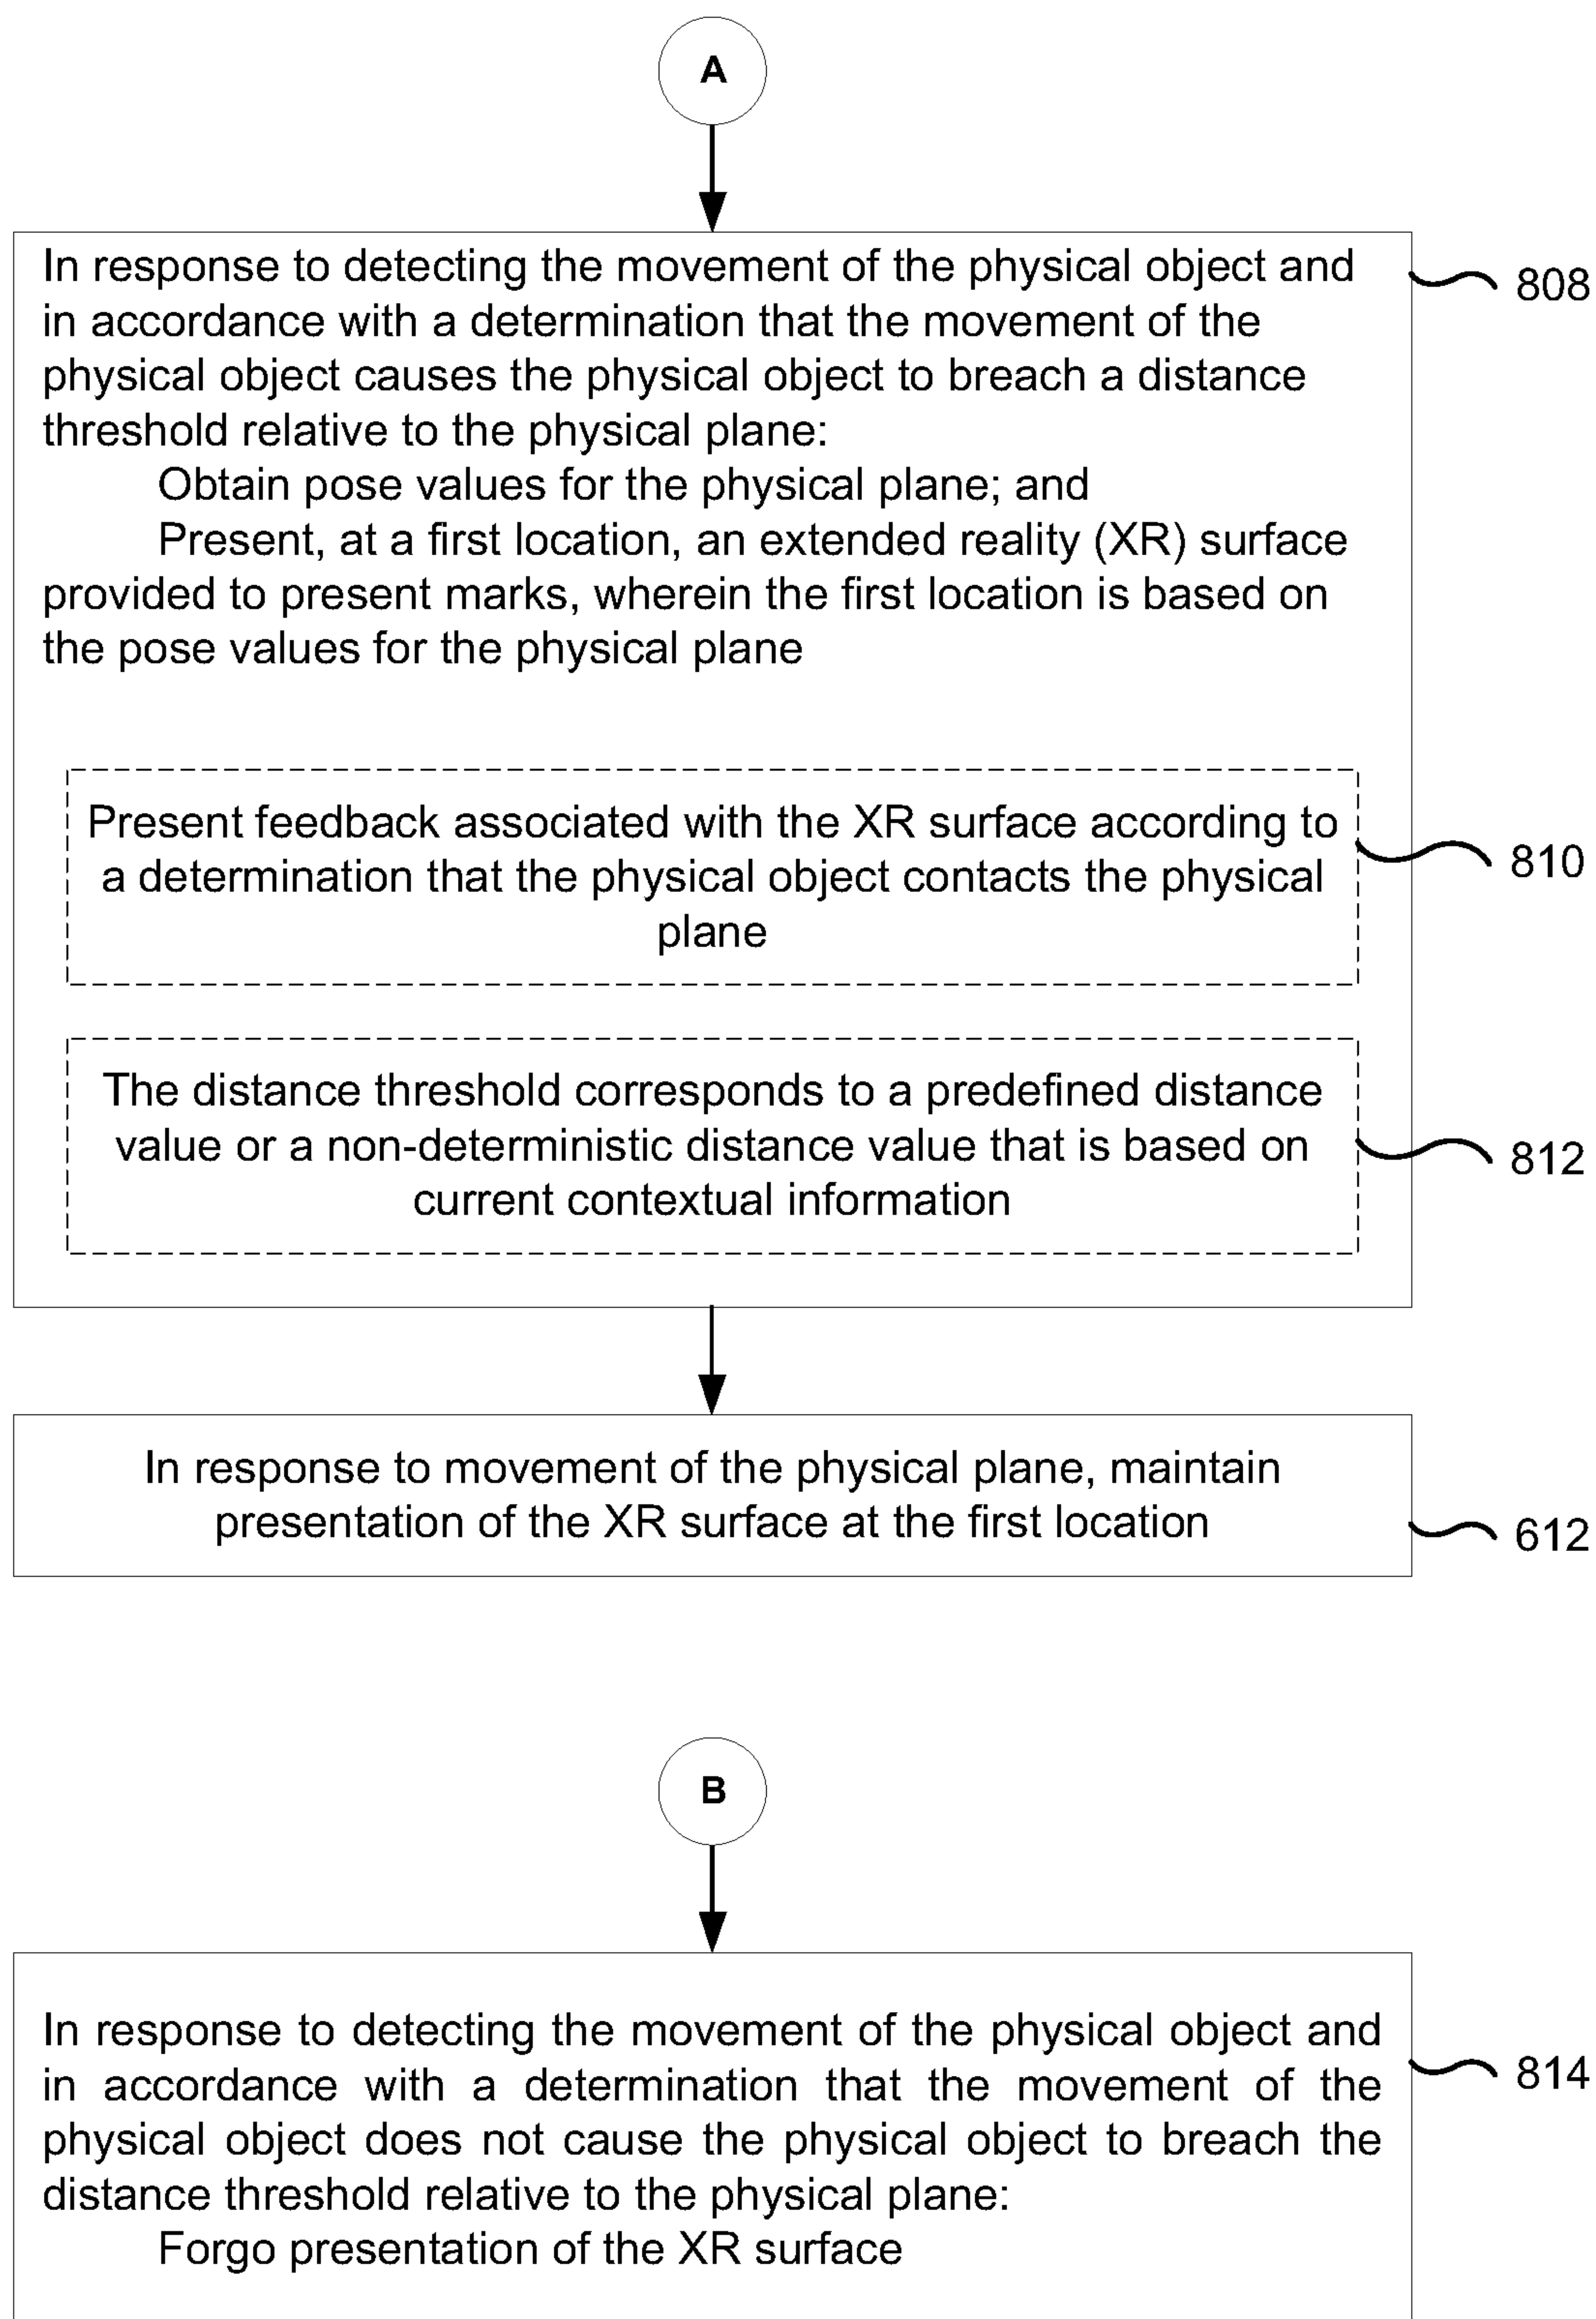 A
In response to detecting the movement of the physical object and
in accordance with a determination that the movement of the
physical object causes the physical object to breach a distance
threshold relative to the physical plane:
Obtain pose values for the physical plane; and
Present, at a first location, an extended reality (XR) surface
provided to present marks, wherein the first location is based on
the pose values for the physical plane
808
Present feedback associated with the XR surface according to
a determination that the physical object contacts the physical
plane
810
The distance threshold corresponds to a predefined distance
value or a non-deterministic distance value that is based on
current contextual information
812
In response to movement of the physical plane, maintain
presentation of the XR surface at the first location
612
B
In response to detecting the movement of the physical object and
in accordance with a determination that the movement of the
physical object does not cause the physical object to breach the
distance threshold relative to the physical plane:
Forgo presentation of the XR surface
814